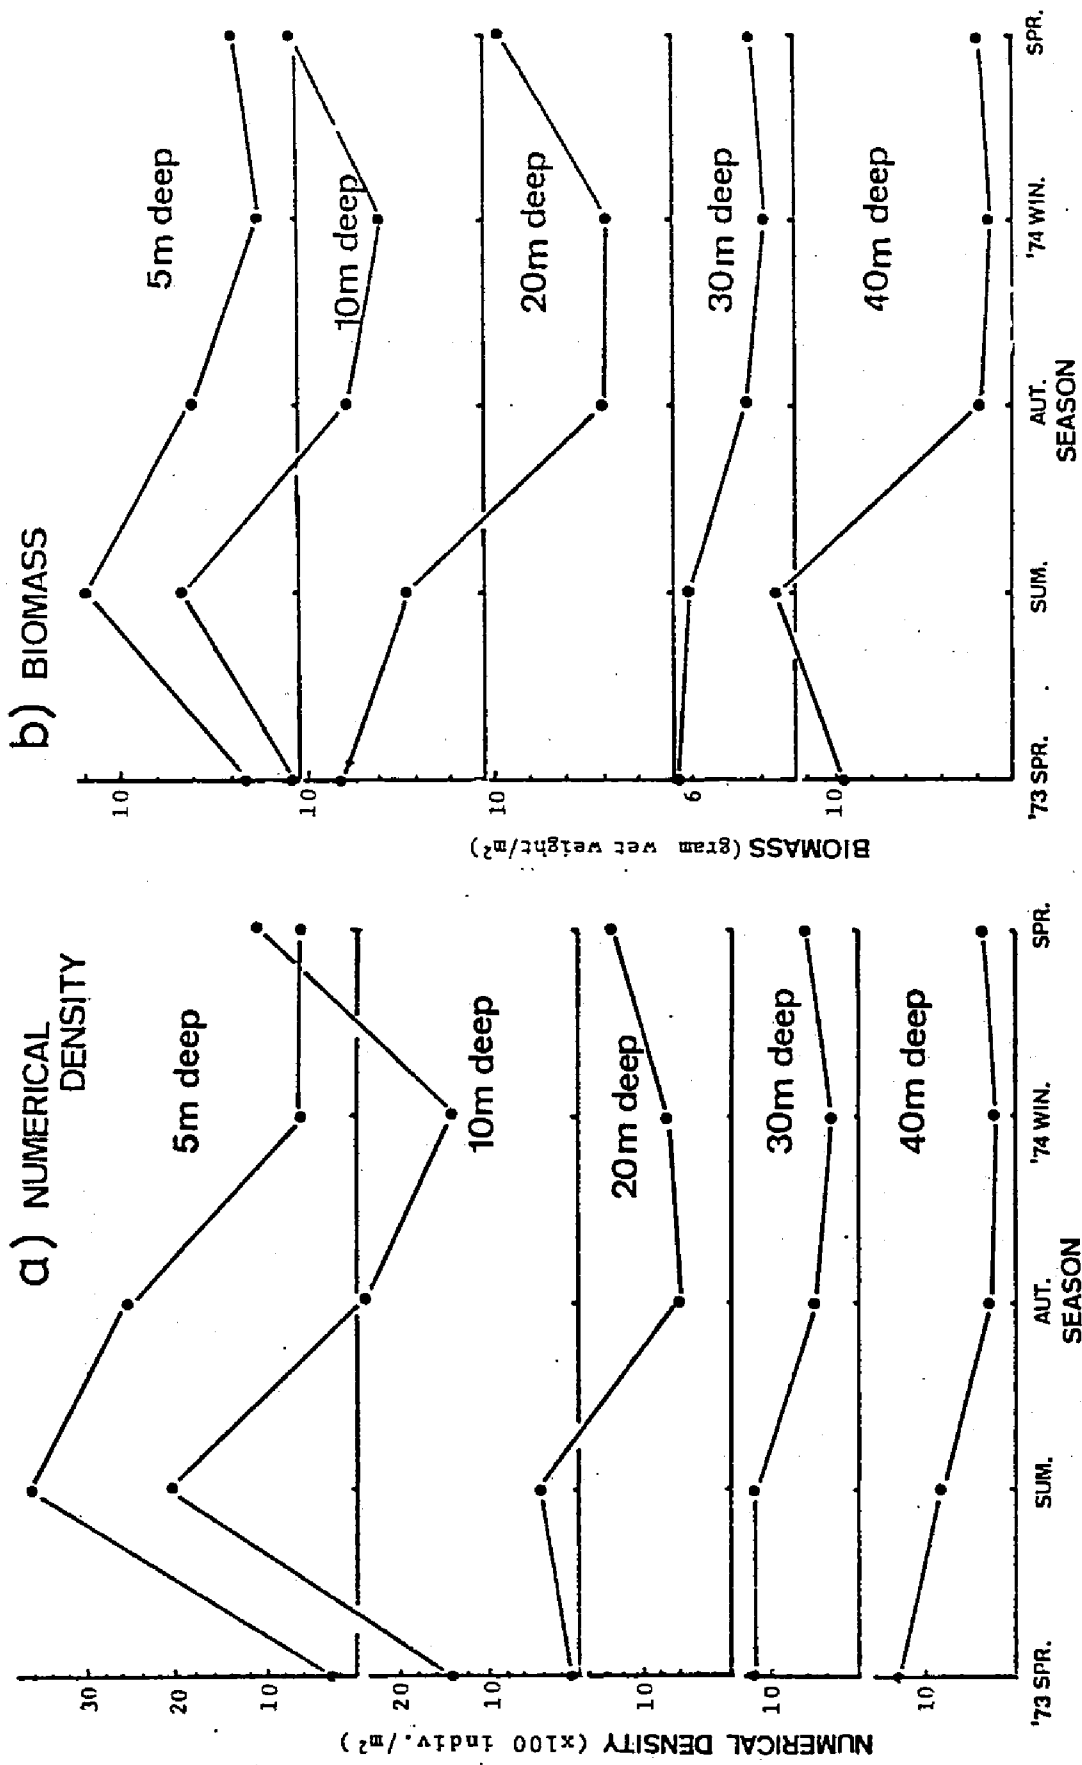 a) NUMERICAL
DENSITY
NUMERICAL DENSITY (x100 indiv./m²)
30
20
10
5m deep
20
10
10m deep
10
20m deep
10
30m deep
10
40m deep
'73 SPR. SUM. AUT. '74 WIN. SPR.
SEASON
b) BIOMASS
BIOMASS (gram wet weight/m²)
10
5m deep
10
10m deep
10
20m deep
6
30m deep
10
40m deep
'73 SPR. SUM. AUT. '74 WIN. SPR.
SEASON